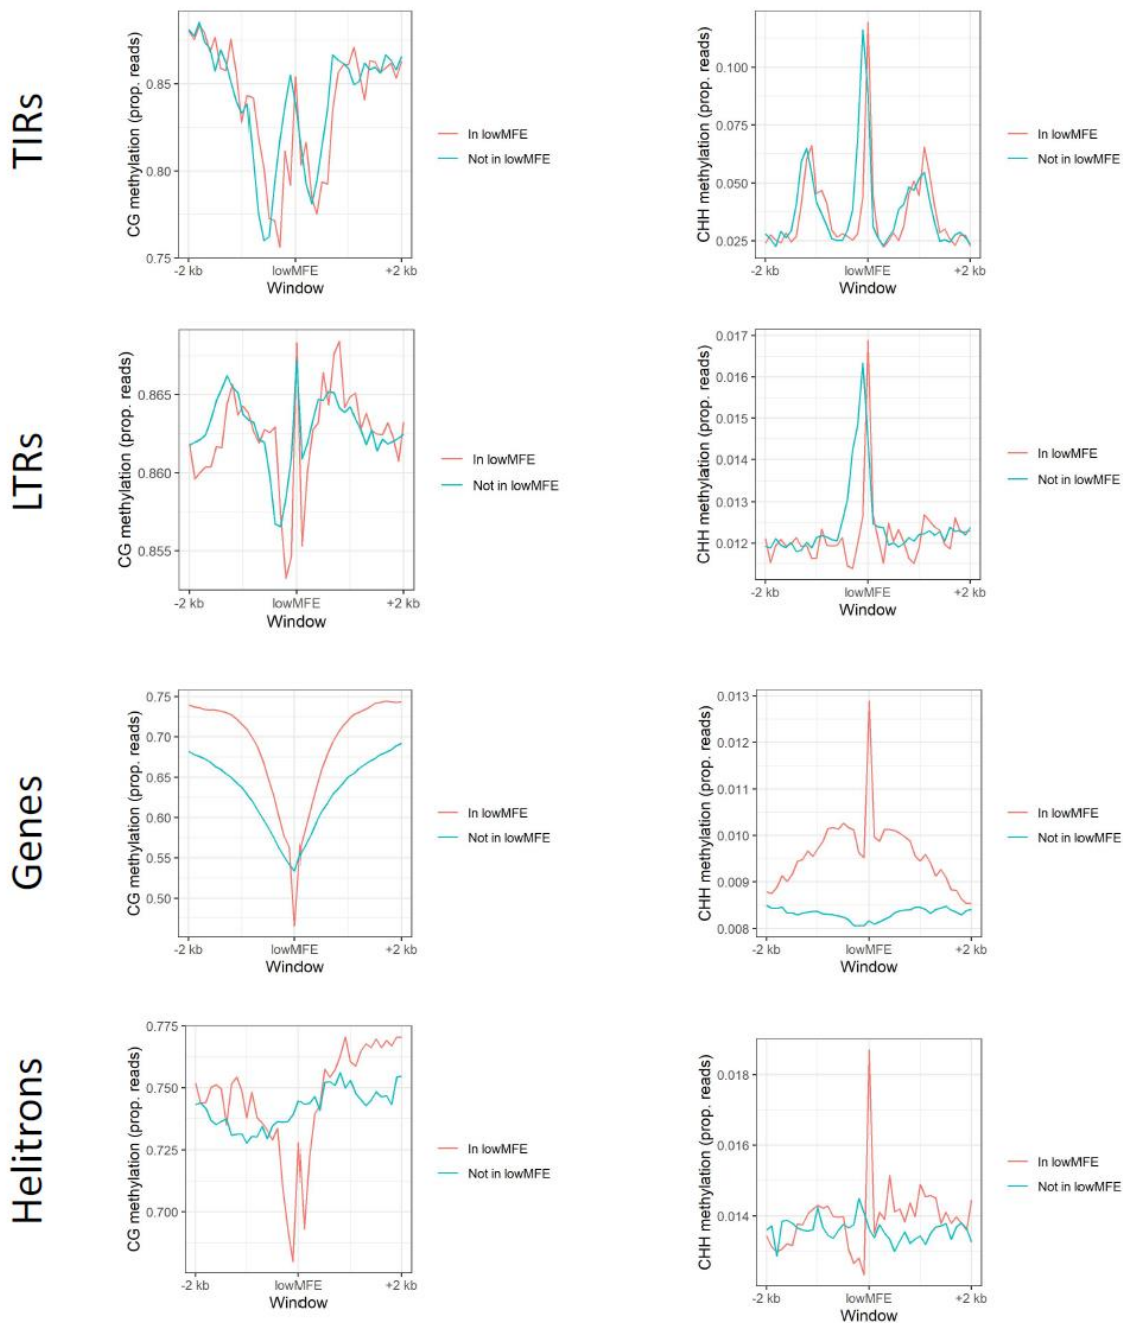 TIRs
CG methylation (prop. reads)
0.85
0.80
0.75
-2 kb
lowMFE
+2 kb
Window
In lowMFE
Not in lowMFE
CHH methylation (prop. reads)
0.100
0.075
0.050
0.025
-2 kb
lowMFE
+2 kb
Window
In lowMFE
Not in lowMFE
LTRs
CG methylation (prop. reads)
0.865
0.860
0.855
-2 kb
lowMFE
+2 kb
Window
In lowMFE
Not in lowMFE
CHH methylation (prop. reads)
0.017
0.016
0.015
0.014
0.013
0.012
-2 kb
lowMFE
+2 kb
Window
In lowMFE
Not in lowMFE
Genes
CG methylation (prop. reads)
0.75
0.70
0.65
0.60
0.55
0.50
-2 kb
lowMFE
+2 kb
Window
In lowMFE
Not in lowMFE
CHH methylation (prop. reads)
0.013
0.012
0.011
0.010
0.009
0.008
-2 kb
lowMFE
+2 kb
Window
In lowMFE
Not in lowMFE
Helitrons
CG methylation (prop. reads)
0.775
0.750
0.725
0.700
-2 kb
lowMFE
+2 kb
Window
In lowMFE
Not in lowMFE
CHH methylation (prop. reads)
0.018
0.016
0.014
-2 kb
lowMFE
+2 kb
Window
In lowMFE
Not in lowMFE